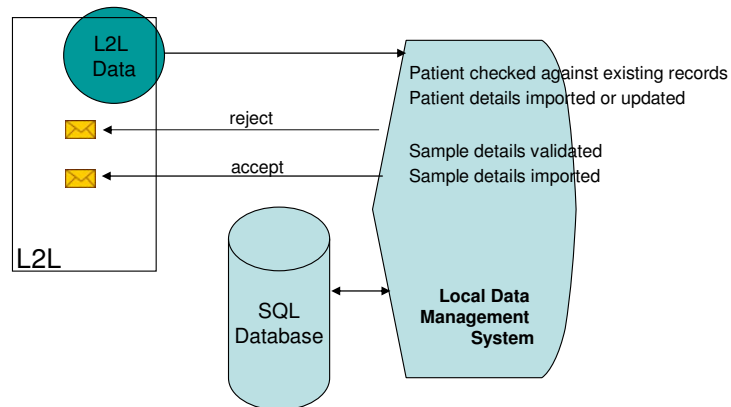 L2L
Data
Patient checked against existing records
Patient details imported or updated
reject
Sample details validated
accept
Sample details imported
L2L
SQL
Database
Local Data
Management
System